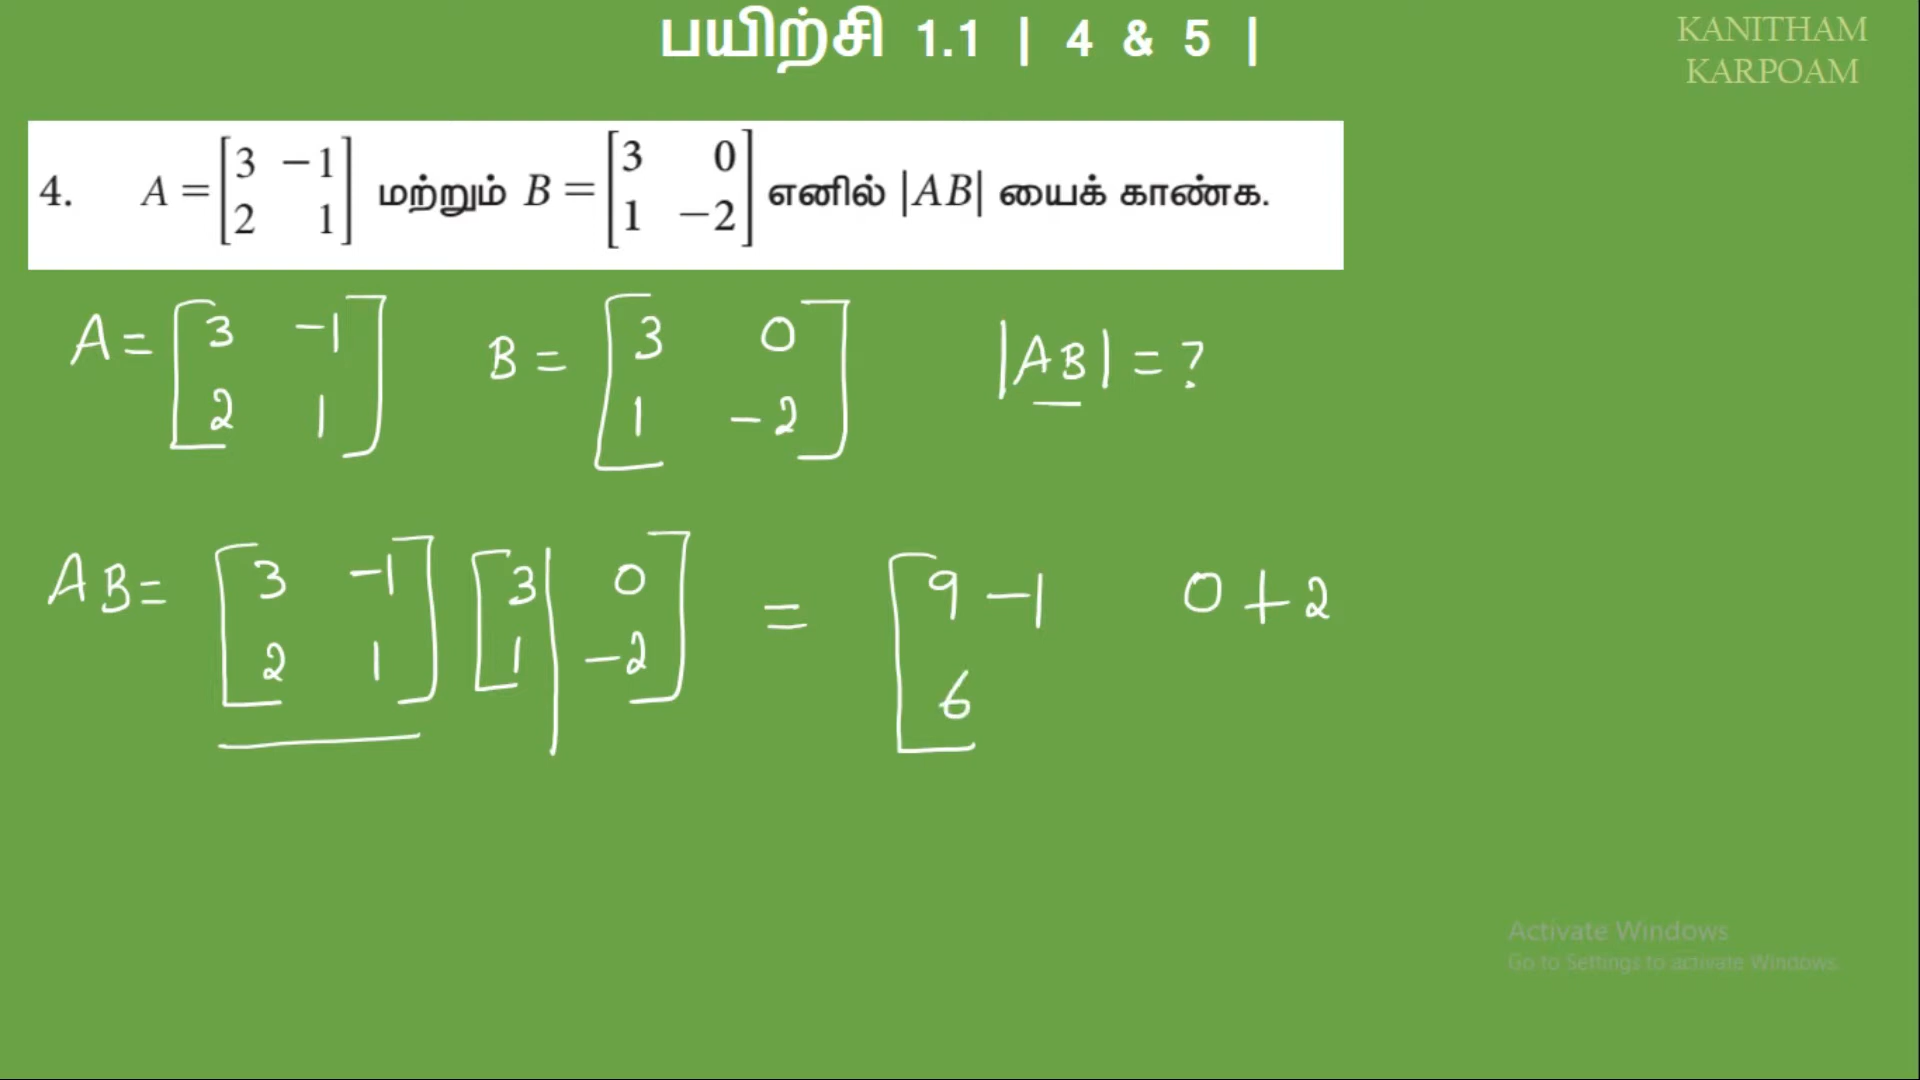 பயிற்சி 1.1 | 4 & 5 |
KANITHAM
KARPOAM
4. A = [3 −1; 2 1] மற்றும் B = [3 0; 1 −2] எனில் |AB| யைக் காண்க.
A = [3 −1; 2 1] B = [3 0; 1 −2] |AB| = ?
AB = [3 −1; 2 1] [3 0; 1 −2] = [9 − 1 0 + 2; 6
Activate Windows
Go to Settings to activate Windows.